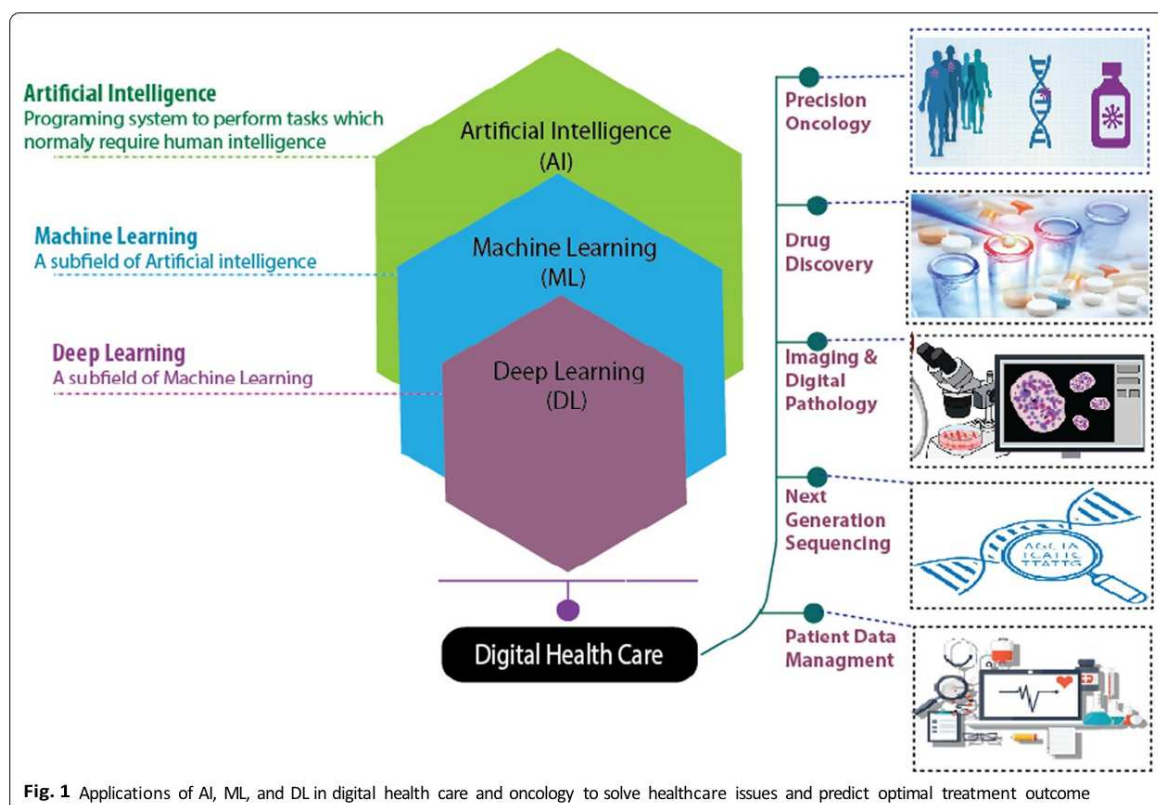 Artificial Intelligence
Programing system to perform tasks which
normaly require human intelligence
Machine Learning
A subfield of Artificial intelligence
Deep Learning
A subfield of Machine Learning
Artificial Intelligence
(AI)
Machine Learning
(ML)
Deep Learning
(DL)
Digital Health Care
Precision
Oncology
Drug
Discovery
Imaging &
Digital
Pathology
Next
Generation
Sequencing
Patient Data
Managment
TTATTG
Fig. 1 Applications of AI, ML, and DL in digital health care and oncology to solve healthcare issues and predict optimal treatment outcome